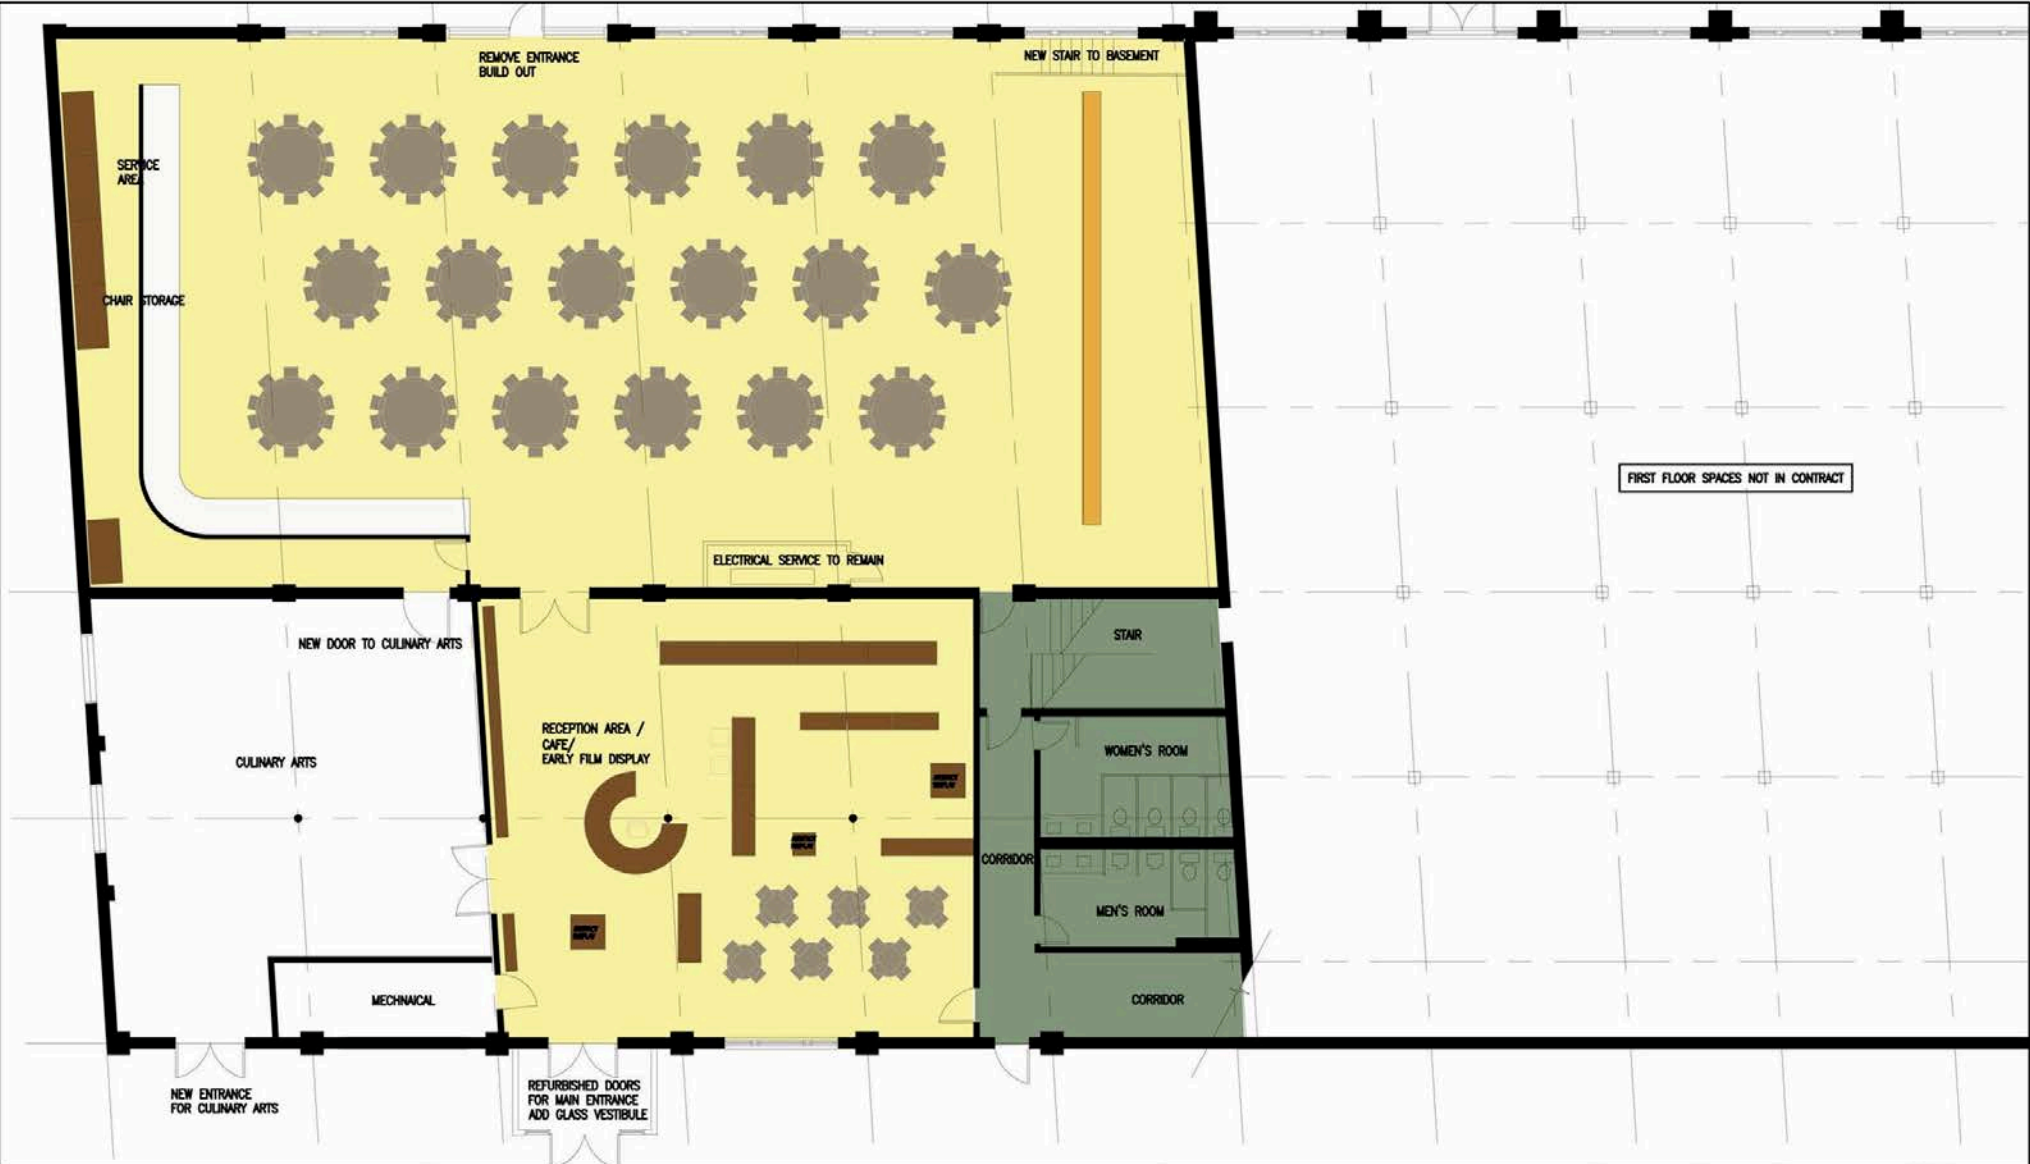 REMOVE ENTRANCE
BUILD OUT
NEW STAIR TO BASEMENT
SERVICE
AREA
CHAIR STORAGE
FIRST FLOOR SPACES NOT IN CONTRACT
ELECTRICAL SERVICE TO REMAIN
NEW DOOR TO CULINARY ARTS
STAIR
RECEPTION AREA /
CAFE/
EARLY FILM DISPLAY
WOMEN'S ROOM
CULINARY ARTS
CORRIDOR
MEN'S ROOM
MECHNAICAL
CORRIDOR
NEW ENTRANCE
FOR CULINARY ARTS
REFURBISHED DOORS
FOR MAIN ENTRANCE
ADD GLASS VESTIBULE